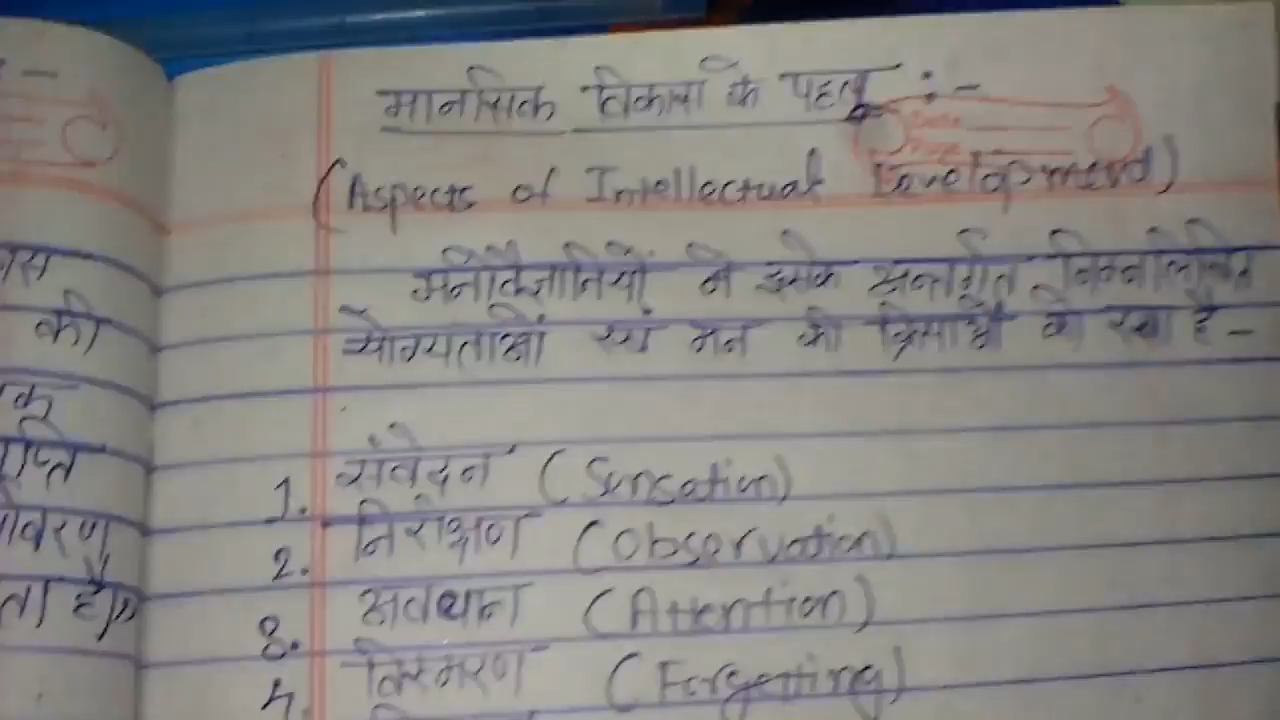 मानसिक विकास के पहलू :-
(Aspects of Intellectual Development)
मनोवैज्ञानियों ने इसके अन्तर्गत निम्नलिखित
योग्यताओं एवं मन की क्रियाओं को रखा है -
1. संवेदन (Sensation)
2. निरीक्षण (Observation)
3. अवधान (Attention)
4. विस्मरण (Forgetting)
की
ता है।